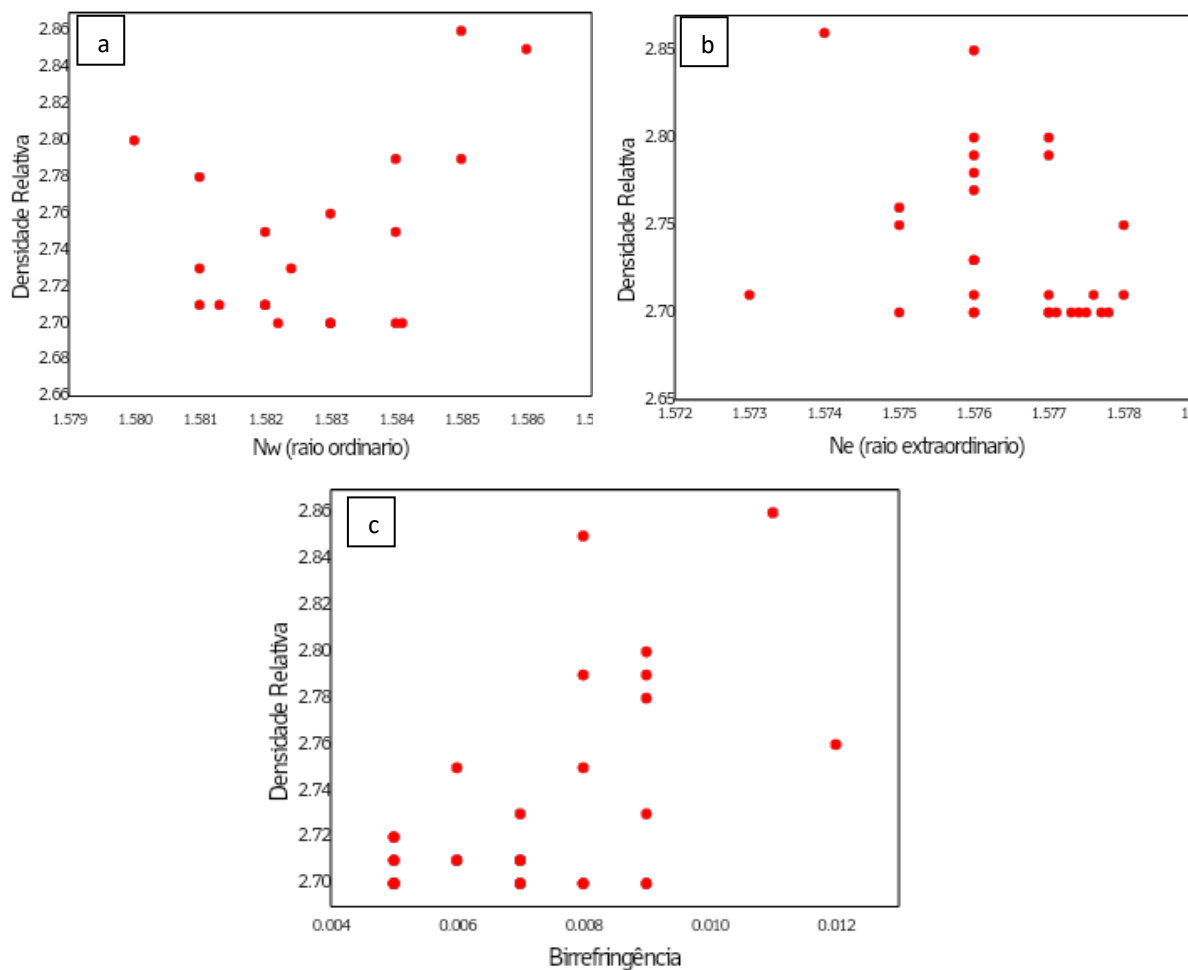 a
2.86
2.84
2.82
2.80
2.78
2.76
2.74
2.72
2.70
2.68
2.66
Densidade Relativa
1.579 1.580 1.581 1.582 1.583 1.584 1.585 1.586 1.5
Nw (raio ordinario)
b
2.85
2.80
2.75
2.70
2.65
Densidade Relativa
1.572 1.573 1.574 1.575 1.576 1.577 1.578 1
Ne (raio extraordinario)
c
2.86
2.84
2.82
2.80
2.78
2.76
2.74
2.72
2.70
Densidade Relativa
0.004 0.006 0.008 0.010 0.012
Birrefringência